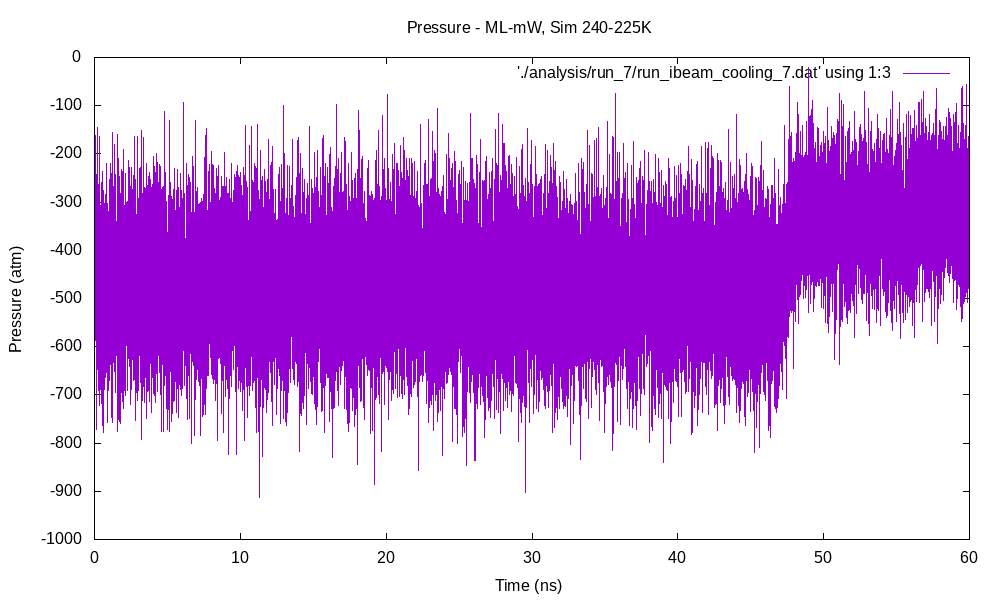 Pressure - ML-mW, Sim 240-225K
'./analysis/run_7/run_ibeam_cooling_7.dat' using 1:3
0
-100
-200
-300
-400
-500
-600
-700
-800
-900
-1000
Pressure (atm)
0 10 20 30 40 50 60
Time (ns)